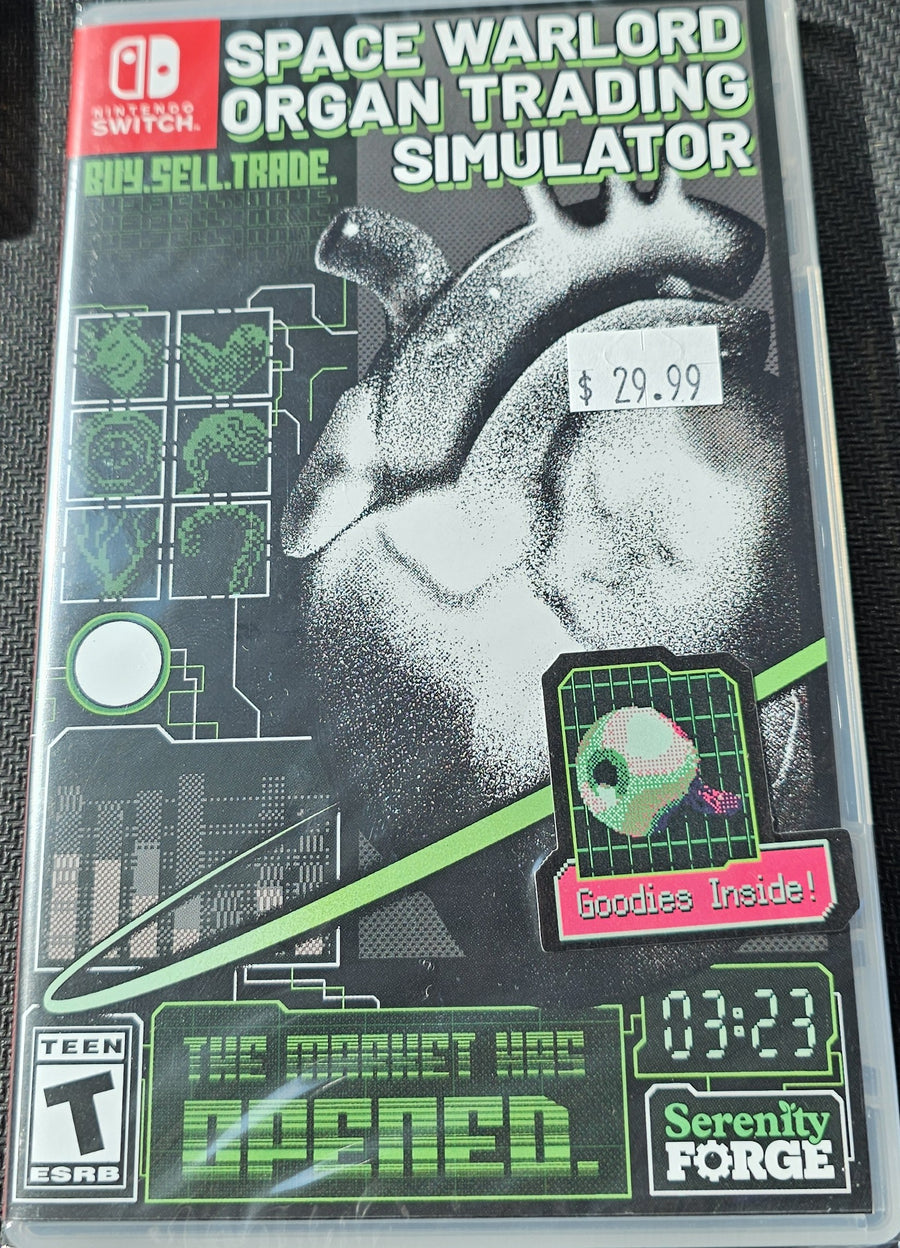 NINTENDO
SWITCH
SPACE WARLORD
ORGAN TRADING
SIMULATOR
BUY.SELL.TRADE.
$ 29.99
Goodies Inside!
03:23
TEEN
T
ESRB
THE MARKET HAS
OPENED.
Serenity
FORGE